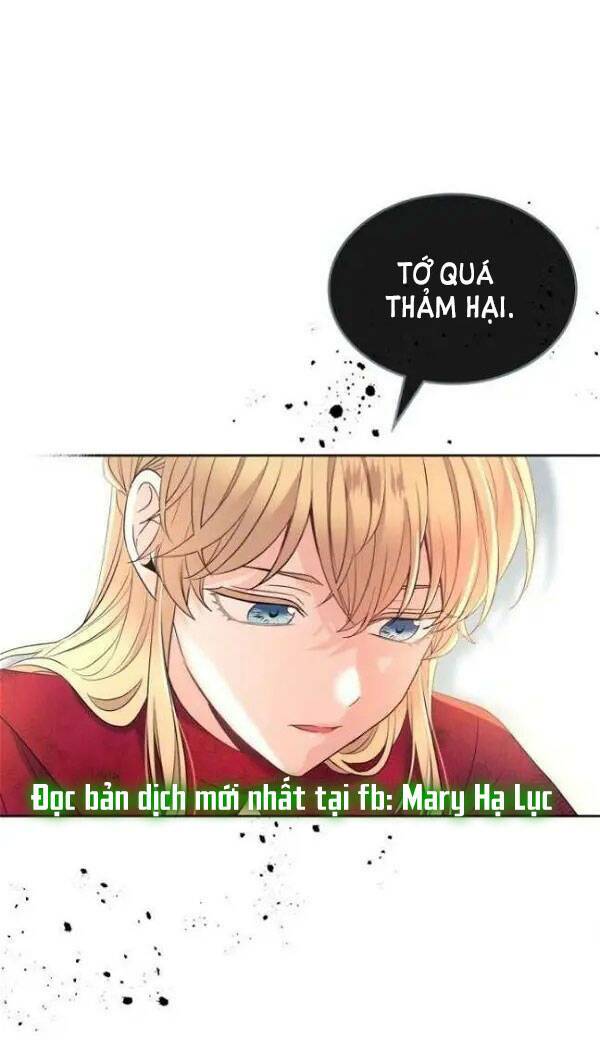 TỚ QUÁ
THẢM HẠI.
Đọc bản dịch mới nhất tại fb: Mary Hạ Lục